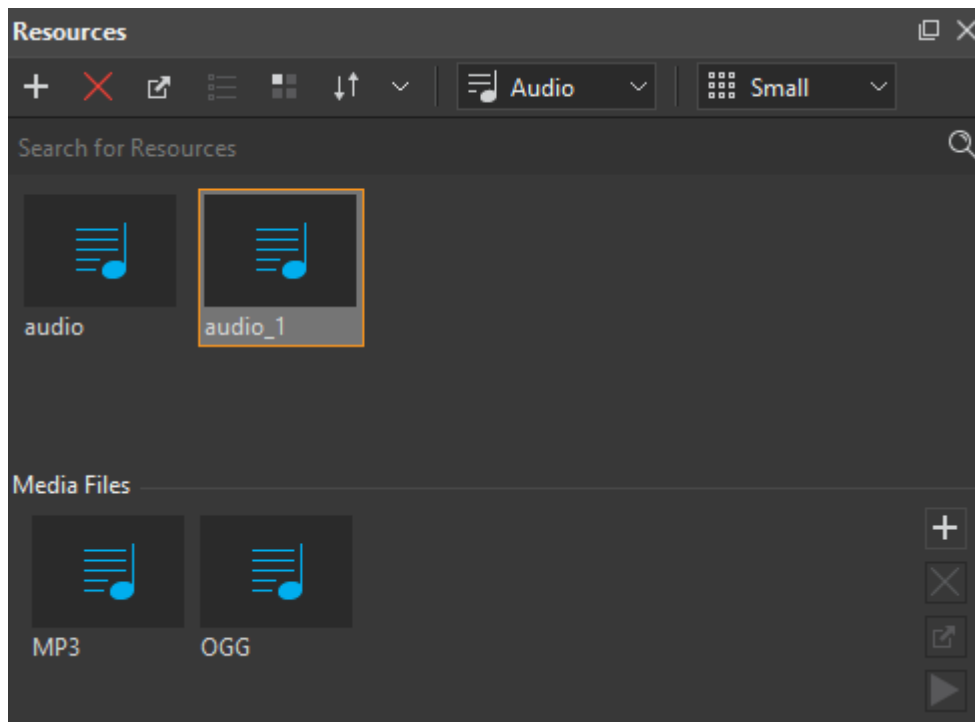 Resources
Audio
Small
Search for Resources
audio
audio_1
Media Files
MP3
OGG